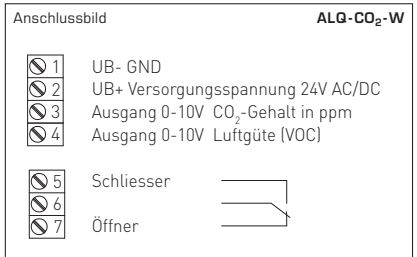 Anschlussbild ALQ-CO₂-W
1 UB- GND
2 UB+ Versorgungsspannung 24V AC/DC
3 Ausgang 0-10V CO₂-Gehalt in ppm
4 Ausgang 0-10V Luftgüte (VOC)
5 Schliesser
6
7 Öffner